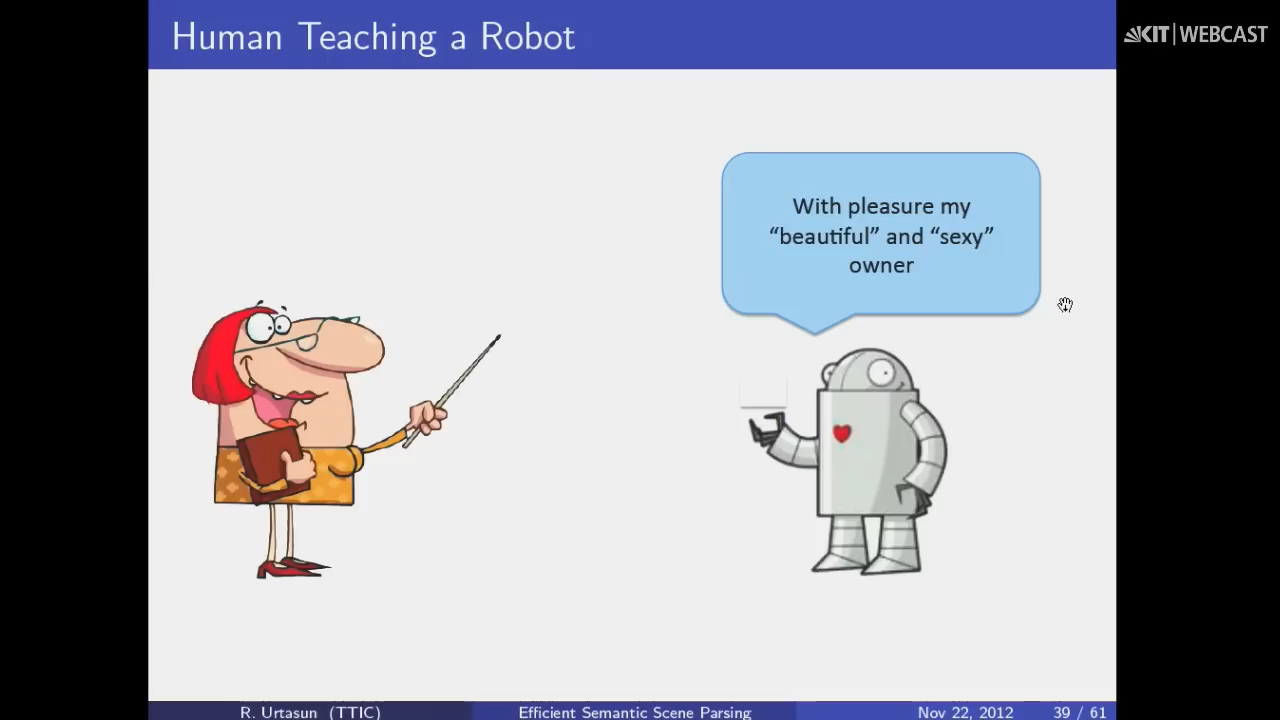 Human Teaching a Robot
KIT | WEBCAST
With pleasure my
“beautiful” and “sexy”
owner
R. Urtasun (TTIC)
Efficient Semantic Scene Parsing
Nov 22, 2012
39 / 61